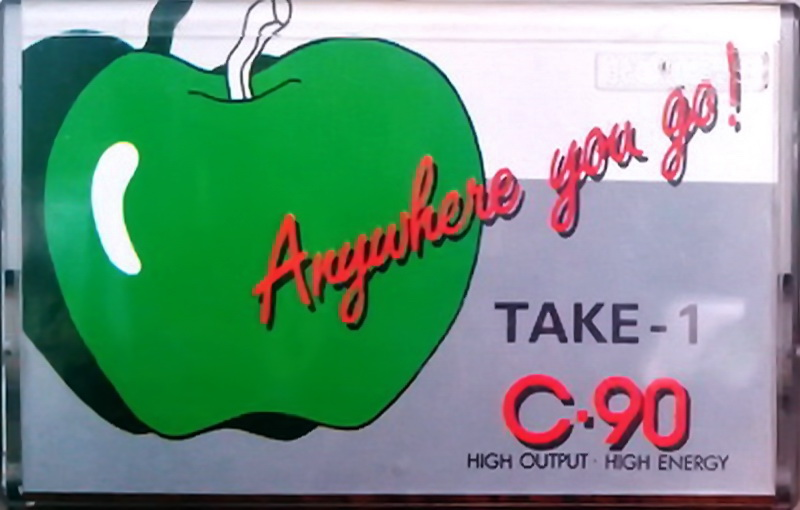 Anywhere you go!
TAKE-1
C·90
HIGH OUTPUT · HIGH ENERGY